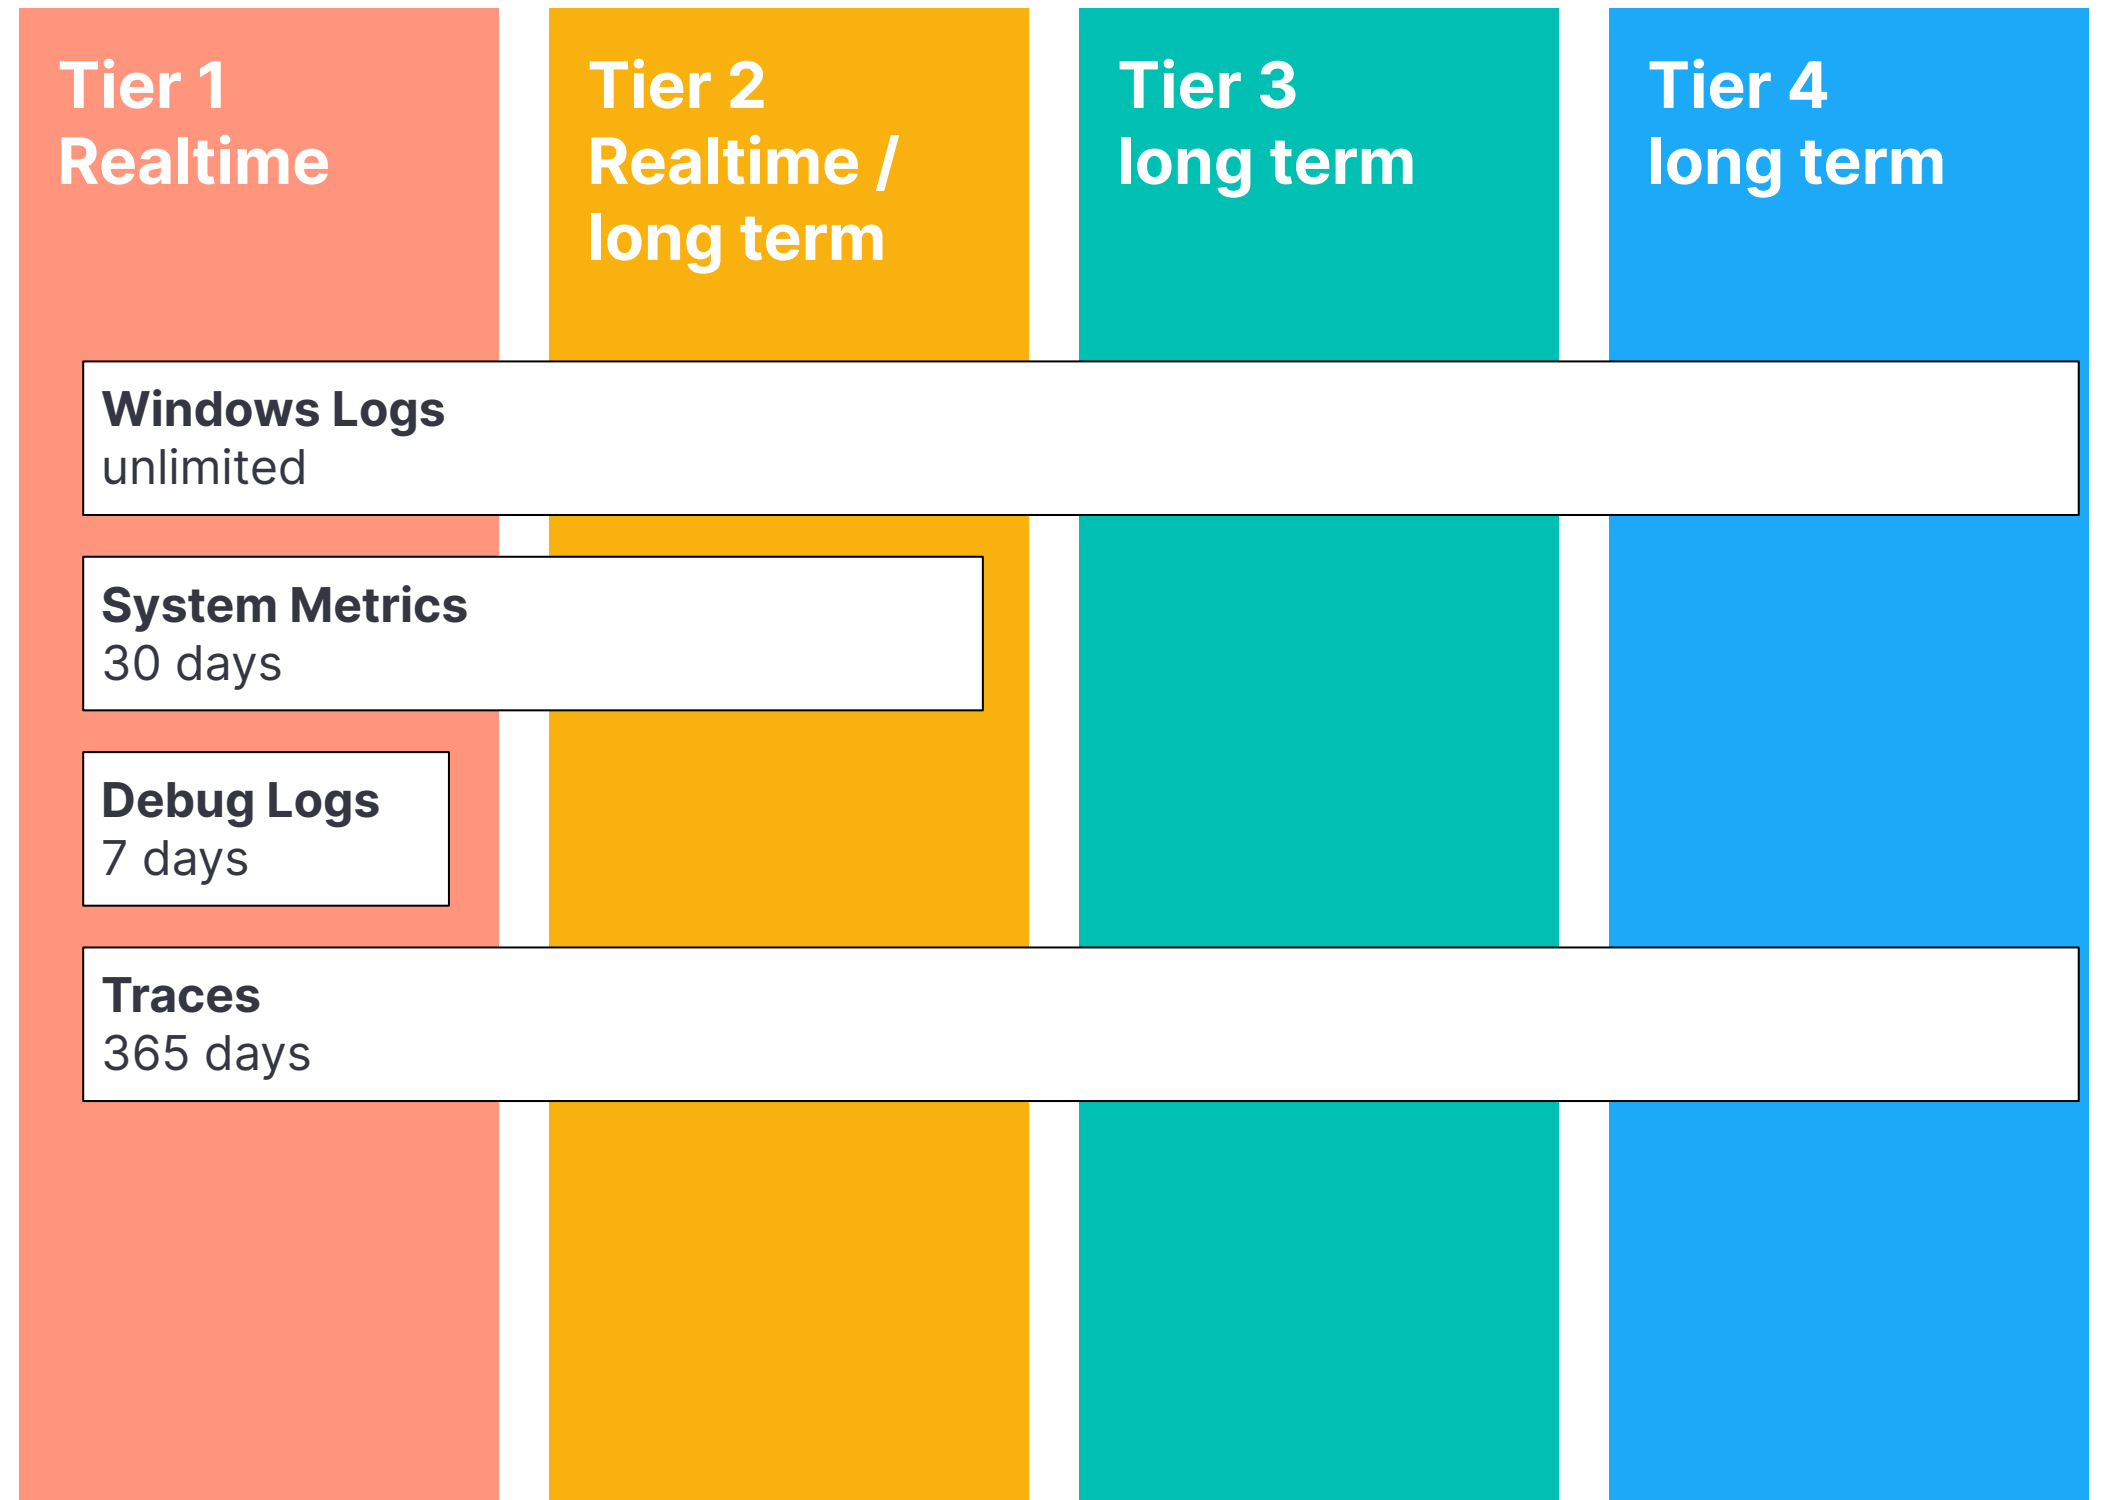 Tier 1
Realtime
Tier 2
Realtime /
long term
Tier 3
long term
Tier 4
long term
Windows Logs
unlimited
System Metrics
30 days
Debug Logs
7 days
Traces
365 days